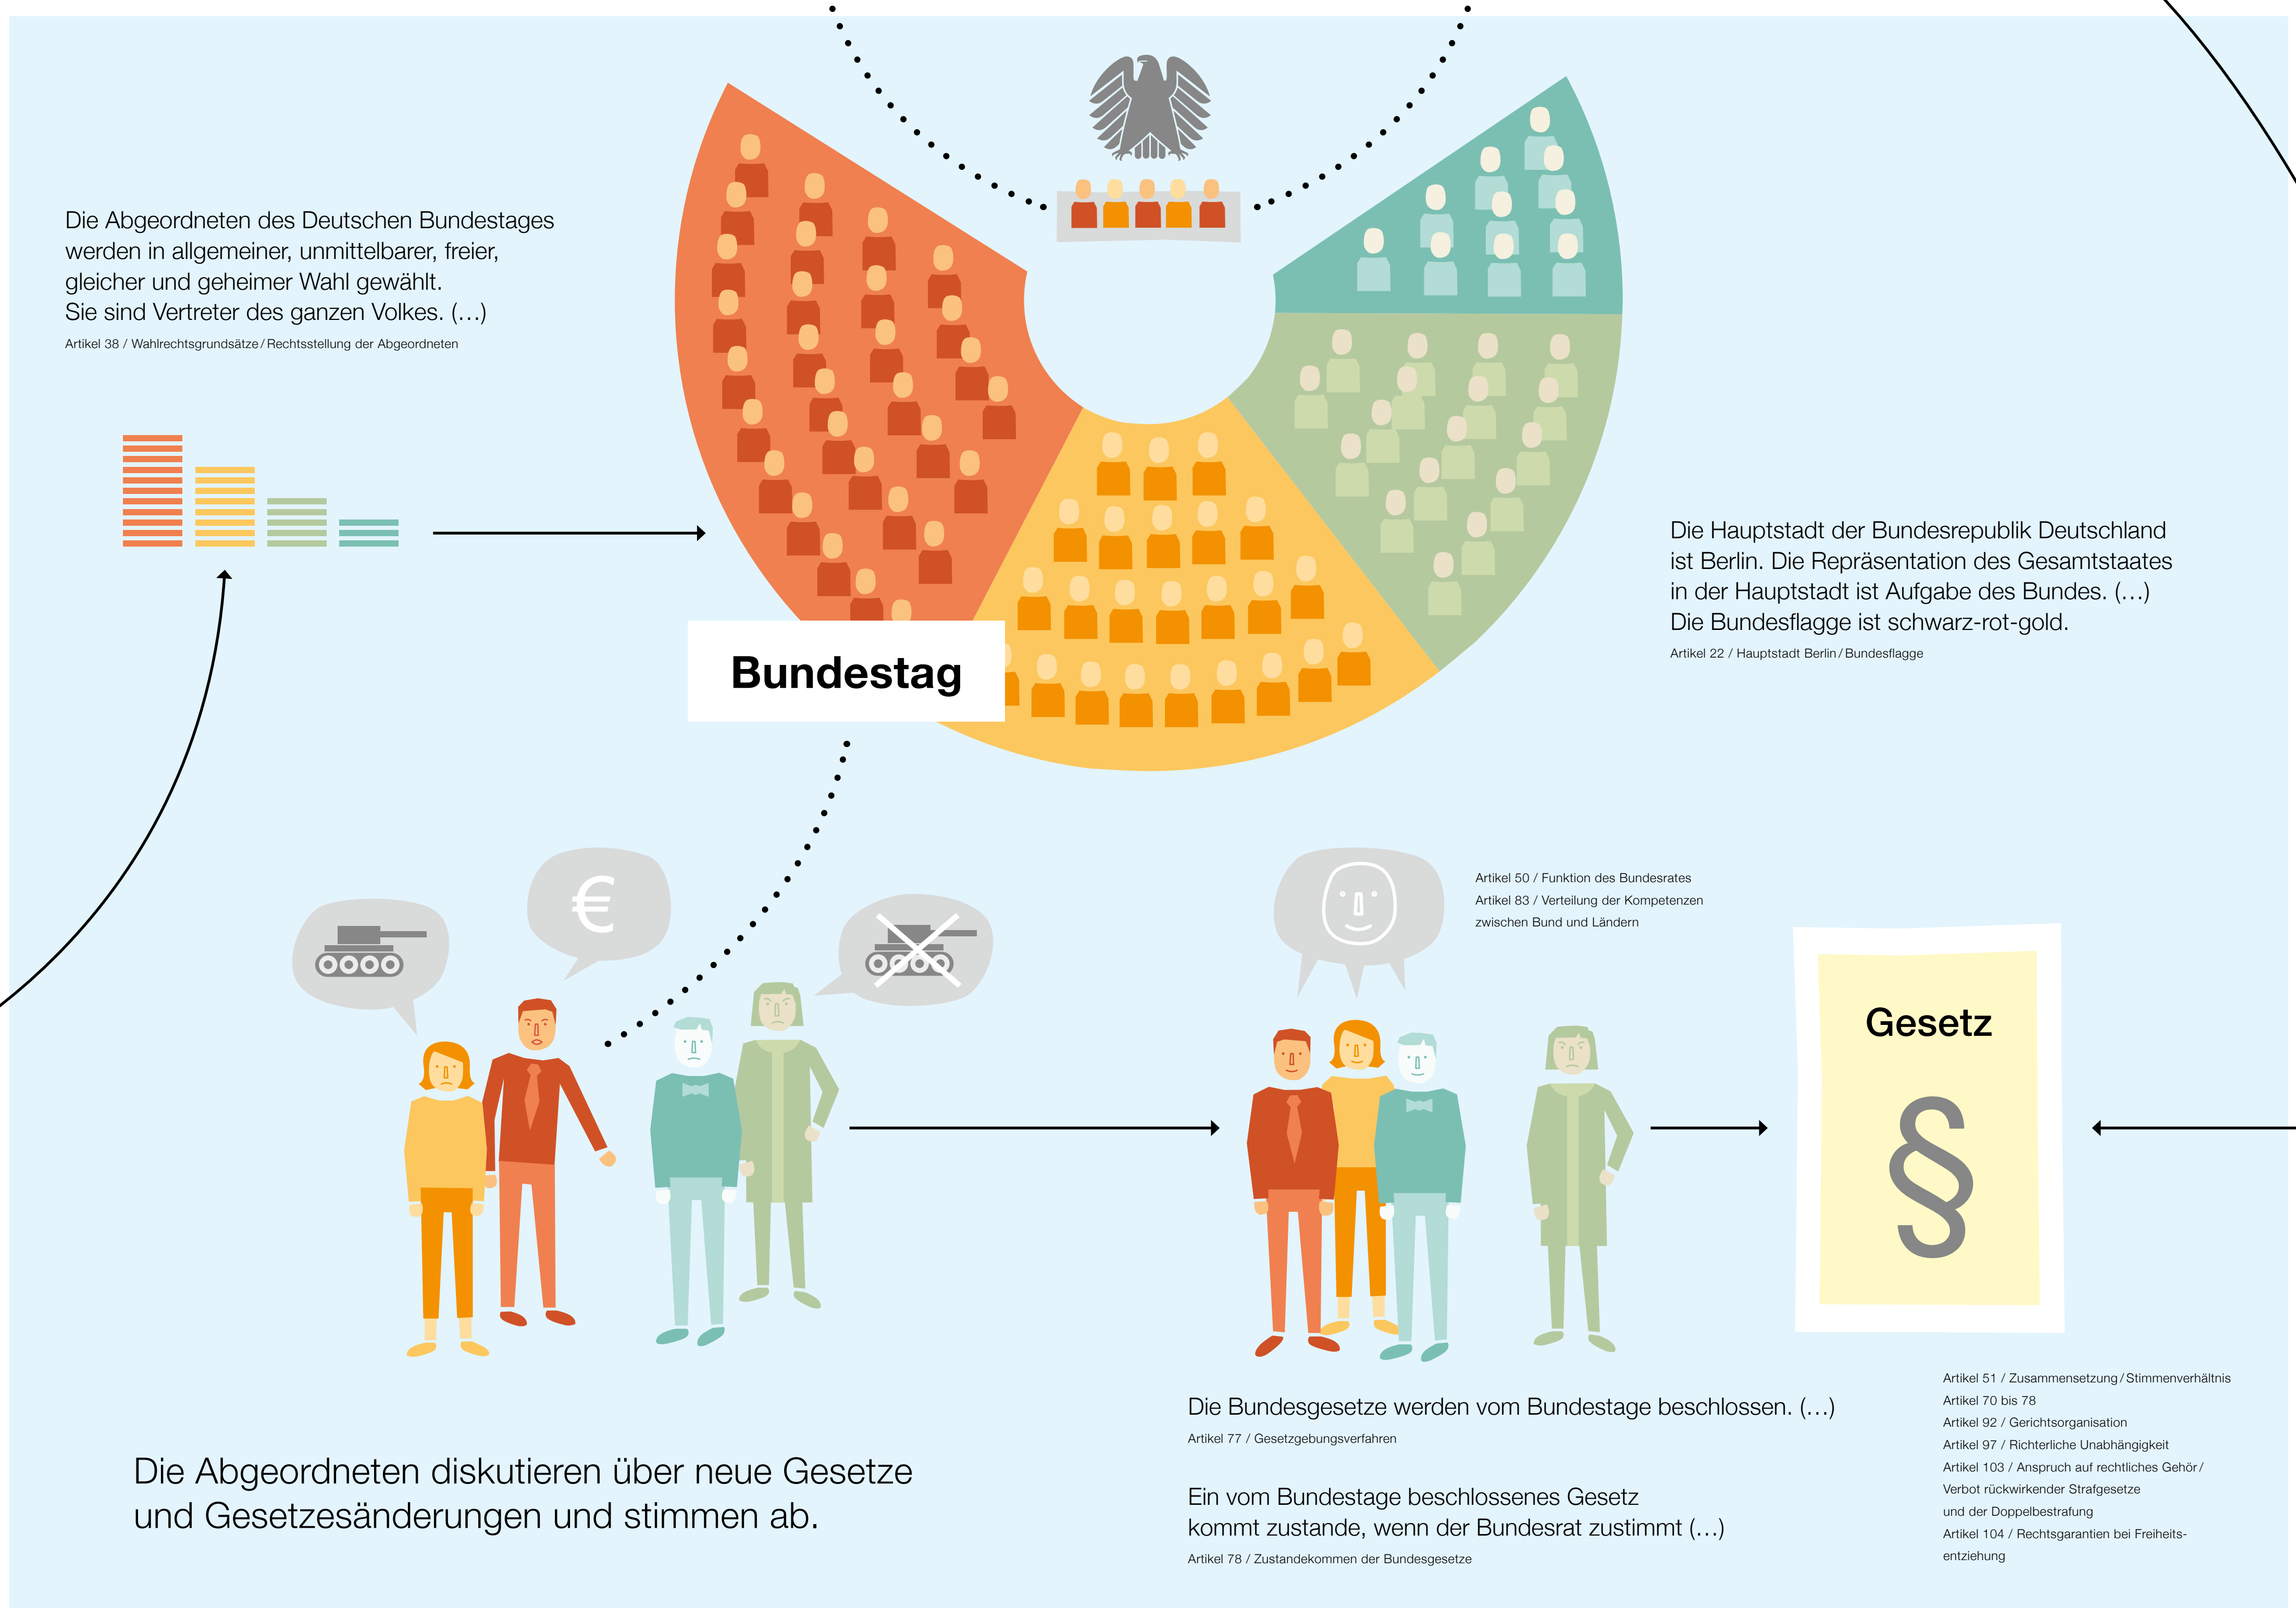 Die Abgeordneten des Deutschen Bundestages
werden in allgemeiner, unmittelbarer, freier,
gleicher und geheimer Wahl gewählt.
Sie sind Vertreter des ganzen Volkes. (…)
Artikel 38 / Wahlrechtsgrundsätze / Rechtsstellung der Abgeordneten
Die Hauptstadt der Bundesrepublik Deutschland
ist Berlin. Die Repräsentation des Gesamtstaates
in der Hauptstadt ist Aufgabe des Bundes. (…)
Die Bundesflagge ist schwarz-rot-gold.
Artikel 22 / Hauptstadt Berlin / Bundesflagge
Bundestag
€
Artikel 50 / Funktion des Bundesrates
Artikel 83 / Verteilung der Kompetenzen
zwischen Bund und Ländern
Gesetz
§
Die Abgeordneten diskutieren über neue Gesetze
und Gesetzesänderungen und stimmen ab.
Die Bundesgesetze werden vom Bundestage beschlossen. (…)
Artikel 77 / Gesetzgebungsverfahren
Ein vom Bundestage beschlossenes Gesetz
kommt zustande, wenn der Bundesrat zustimmt (…)
Artikel 78 / Zustandekommen der Bundesgesetze
Artikel 51 / Zusammensetzung / Stimmenverhältnis
Artikel 70 bis 78
Artikel 92 / Gerichtsorganisation
Artikel 97 / Richterliche Unabhängigkeit
Artikel 103 / Anspruch auf rechtliches Gehör /
Verbot rückwirkender Strafgesetze
und der Doppelbestrafung
Artikel 104 / Rechtsgarantien bei Freiheits-
entziehung